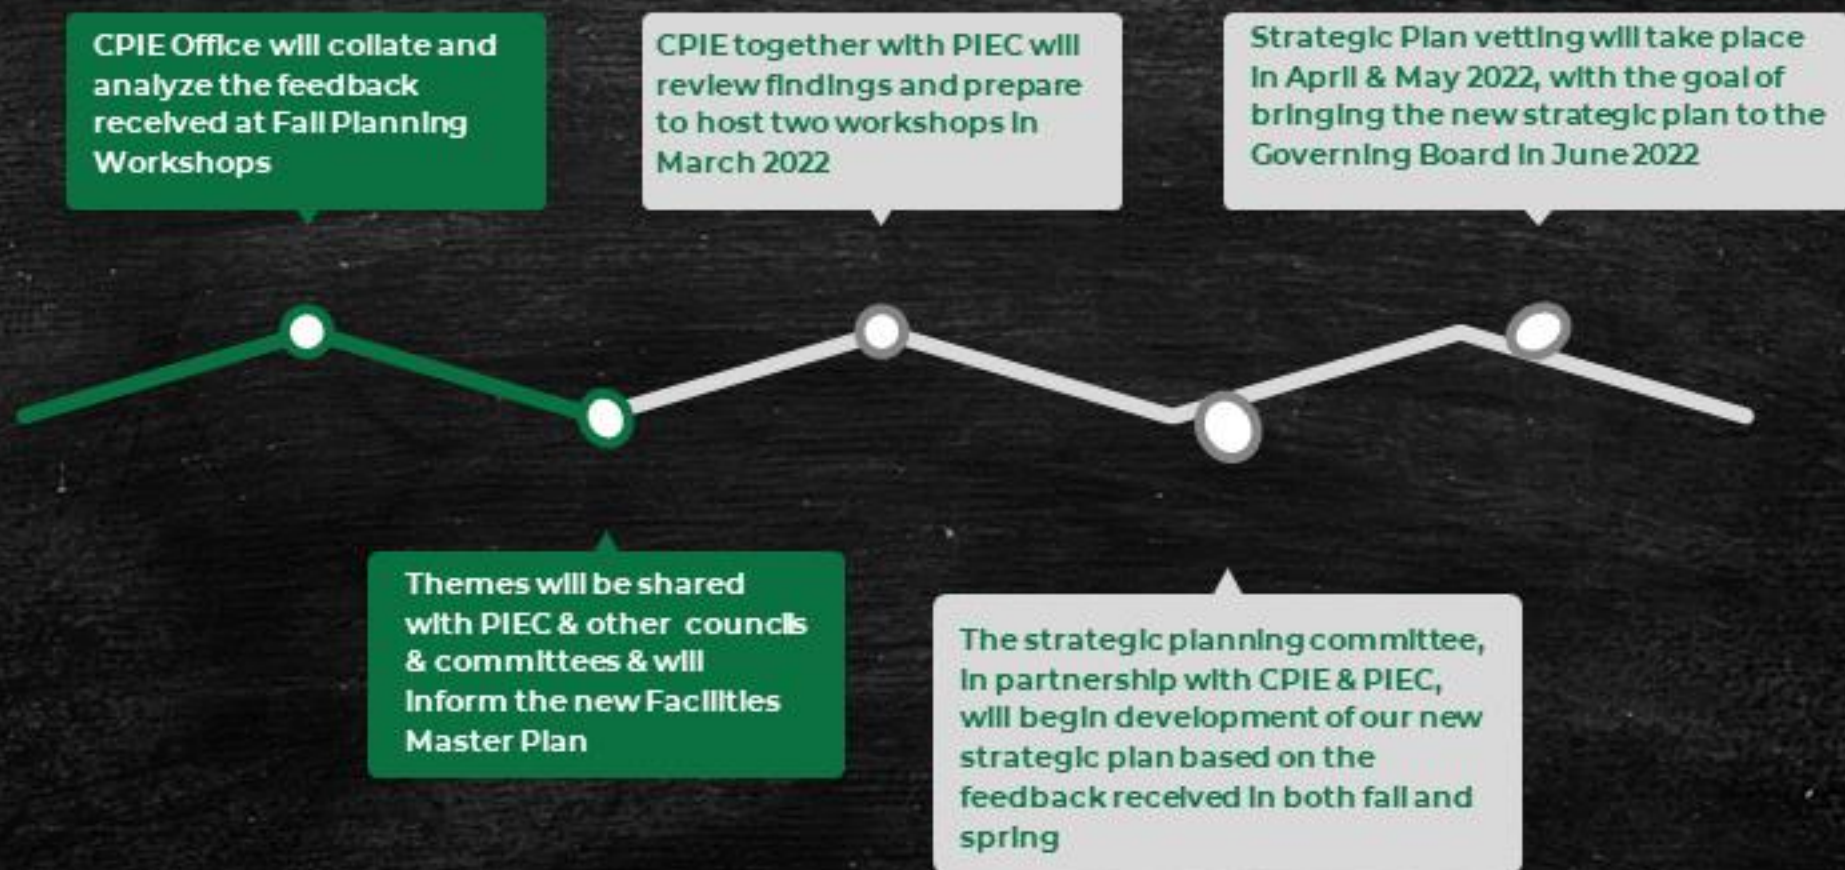 CPIE Office will collate and
analyze the feedback
received at Fall Planning
Workshops
Themes will be shared
with PIEC & other councils
& committees & will
inform the new Facilities
Master Plan
CPIE together with PIEC will
review findings and prepare
to host two workshops in
March 2022
The strategic planning committee,
in partnership with CPIE & PIEC,
will begin development of our new
strategic plan based on the
feedback received in both fall and
spring
Strategic Plan vetting will take place
in April & May 2022, with the goal of
bringing the new strategic plan to the
Governing Board in June 2022